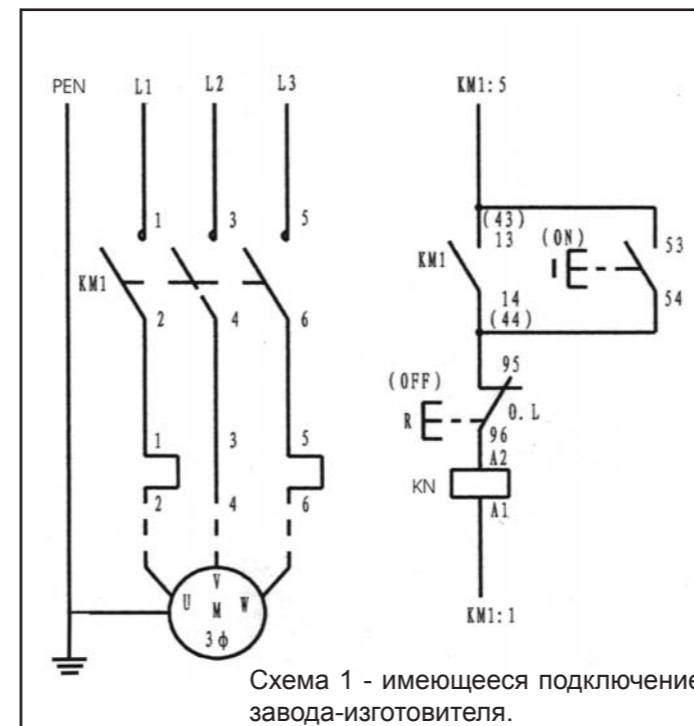 PEN L1 L2 L3 KM1:5
1 3 5 (43)
13 (ON) 53
KM1 KM1 I
2 4 6 14 54
(44)
95
(OFF)
R O.L
1 3 5 96
A2
KN
2 4 6 A1
V
U M W
3ф KM1:1
Схема 1 - имеющееся подключение
завода-изготовителя.